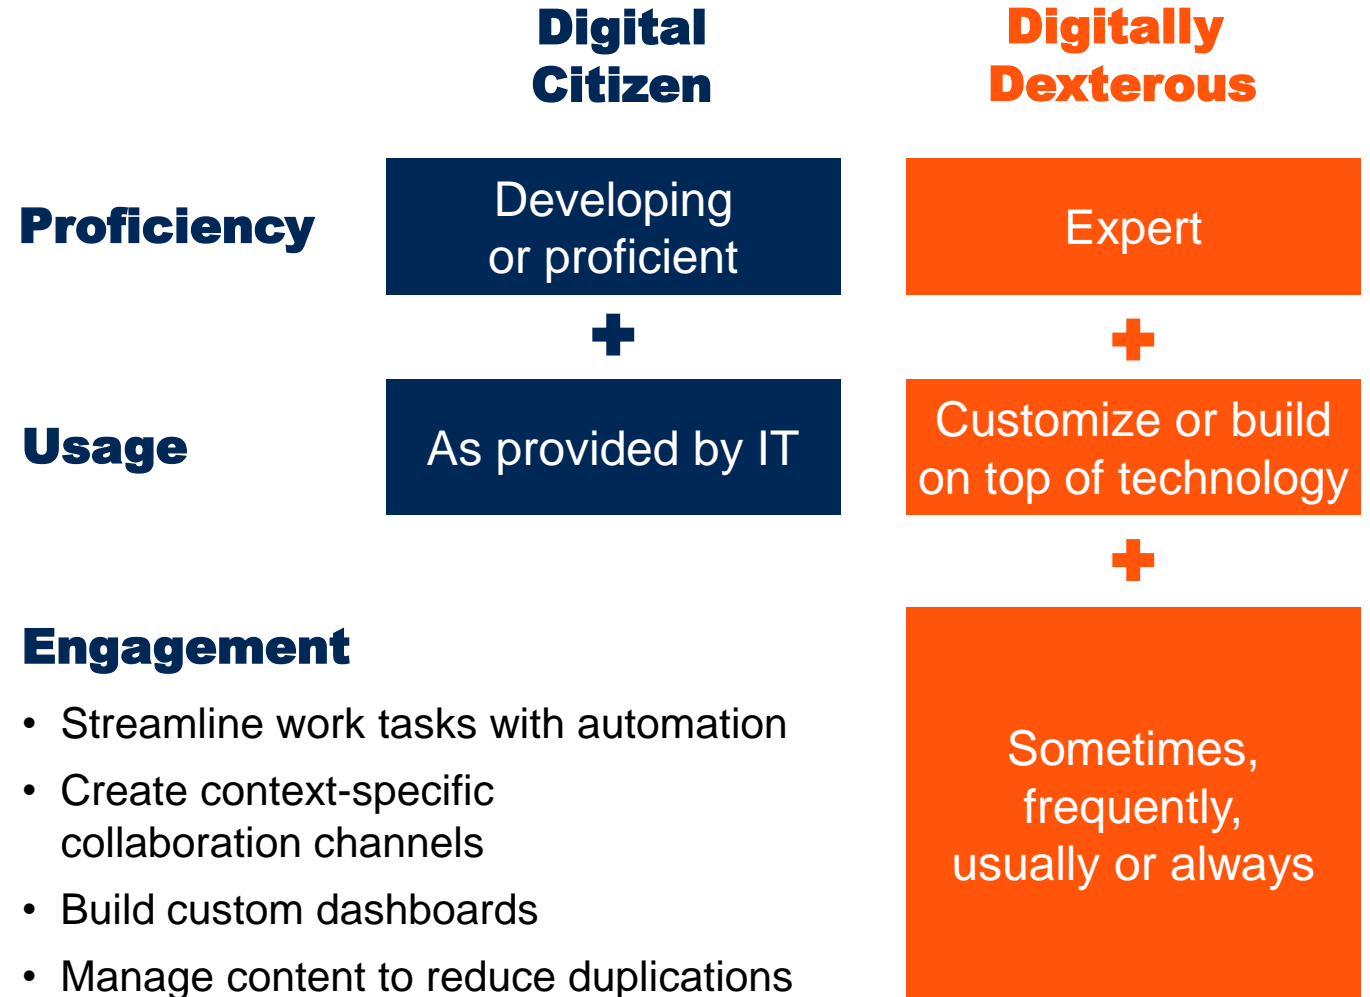 Digital
Citizen
Digitally
Dexterous
Proficiency
Developing
or proficient
Expert
Usage
As provided by IT
Customize or build
on top of technology
Engagement
• Streamline work tasks with automation
• Create context-specific
collaboration channels
• Build custom dashboards
• Manage content to reduce duplications
Sometimes,
frequently,
usually or always